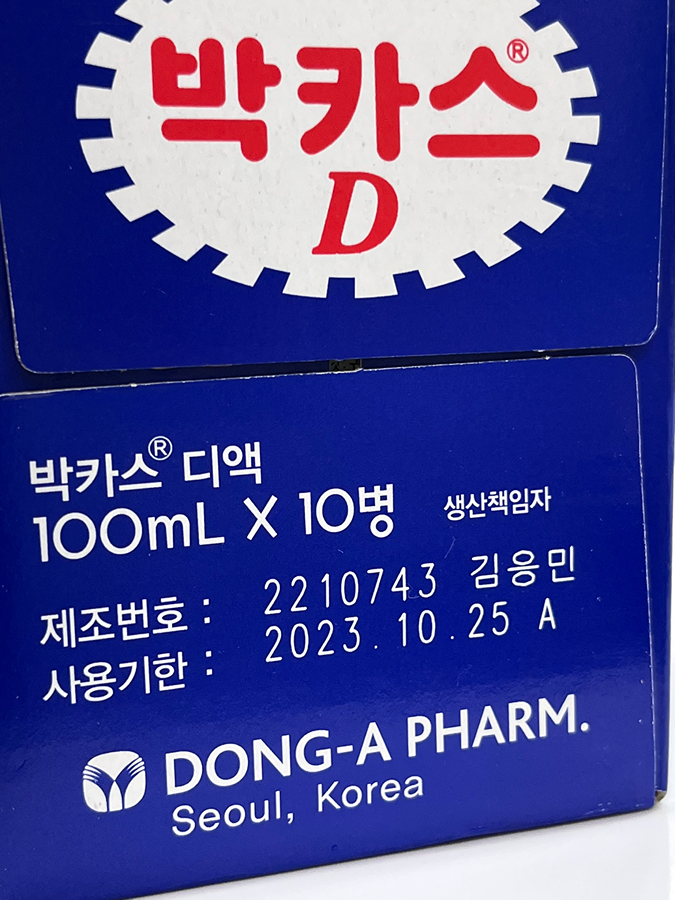 박카스®
D
박카스® 디액
100mL X 10병 생산책임자
제조번호 : 2210743 김응민
사용기한 : 2023.10.25 A
DONG-A PHARM.
Seoul, Korea